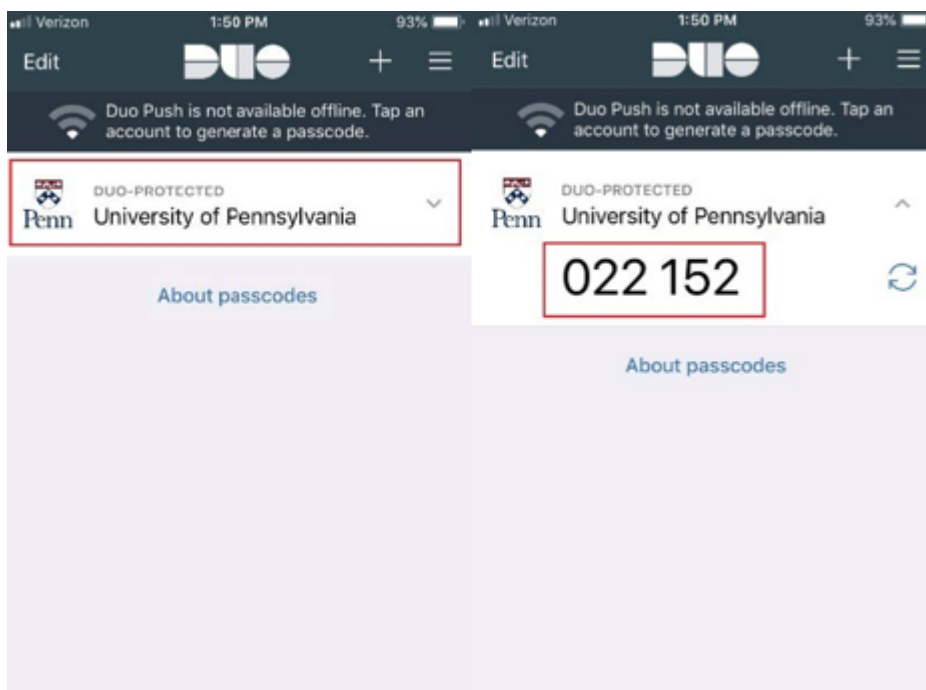 Verizon 1:50 PM 93%
Edit DUO
Duo Push is not available offline. Tap an
account to generate a passcode.
DUO-PROTECTED
Penn University of Pennsylvania
About passcodes
Verizon 1:50 PM 93%
Edit DUO
Duo Push is not available offline. Tap an
account to generate a passcode.
DUO-PROTECTED
Penn University of Pennsylvania
022 152
About passcodes